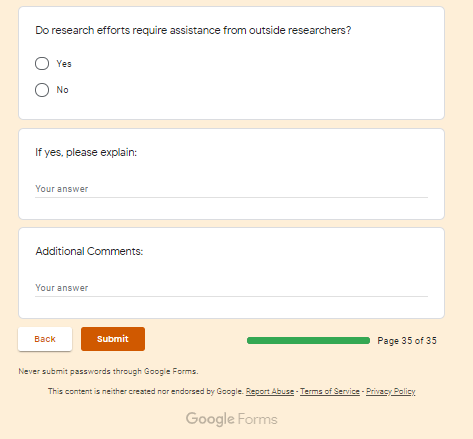 Do research efforts require assistance from outside researchers?
Yes
No
If yes, please explain:
Your answer
Additional Comments:
Your answer
Back Submit Page 35 of 35
Never submit passwords through Google Forms.
This content is neither created nor endorsed by Google. Report Abuse - Terms of Service - Privacy Policy
Google Forms